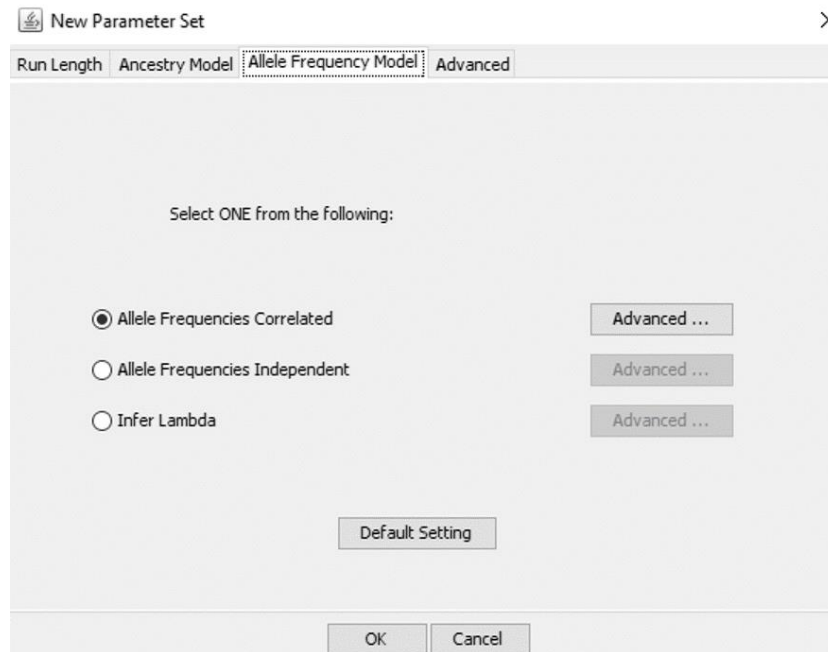 New Parameter Set
Run Length Ancestry Model Allele Frequency Model Advanced
Select ONE from the following:
Allele Frequencies Correlated Advanced ...
Allele Frequencies Independent Advanced ...
Infer Lambda Advanced ...
Default Setting
OK Cancel